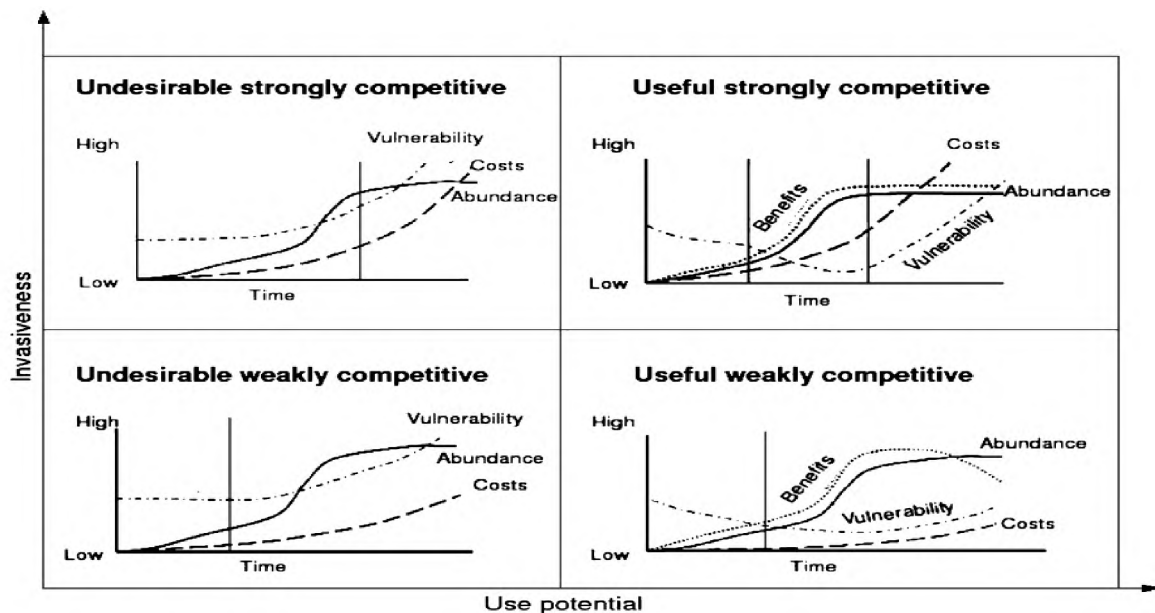 Undesirable strongly competitive
High
Vulnerability
Costs
Abundance
Low
Time
Useful strongly competitive
High
Costs
Benefits
Abundance
Vulnerability
Low
Time
Undesirable weakly competitive
High
Vulnerability
Abundance
Costs
Low
Time
Useful weakly competitive
High
Abundance
Benefits
Vulnerability
Costs
Low
Time
Invasiveness
Use potential